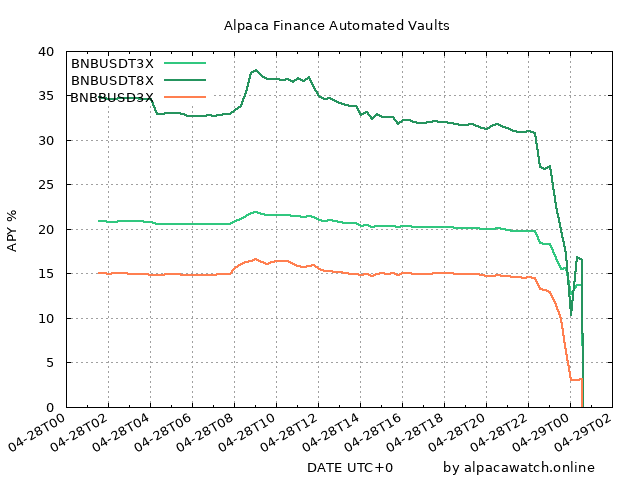 Alpaca Finance Automated Vaults
40
35
30
25
20
15
10
5
0
APY %
BNBUSDT3X
BNBUSDT8X
BNBBUSD3X
04-28T00
04-28T02
04-28T04
04-28T06
04-28T08
04-28T10
04-28T12
04-28T14
04-28T16
04-28T18
04-28T20
04-28T22
04-29T00
04-29T02
DATE UTC+0
by alpacawatch.online